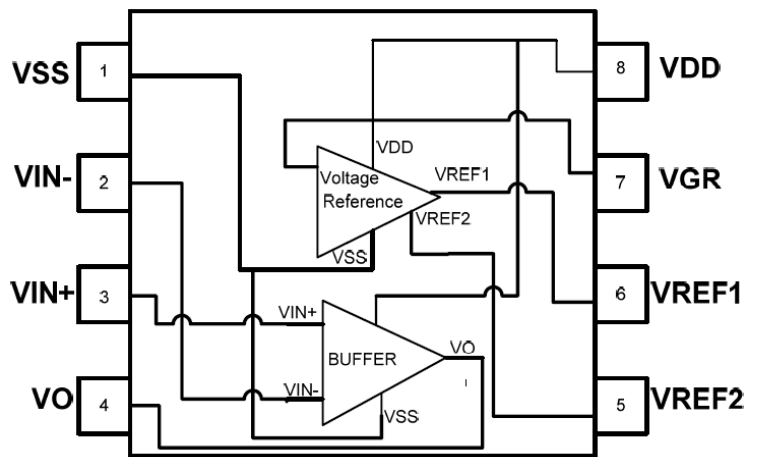 VSS 1
8 VDD
VIN- 2
7 VGR
VIN+ 3
6 VREF1
VO 4
5 VREF2
VDD
Voltage
Reference
VREF1
VREF2
VSS
VIN+
BUFFER
VO
VIN-
VSS